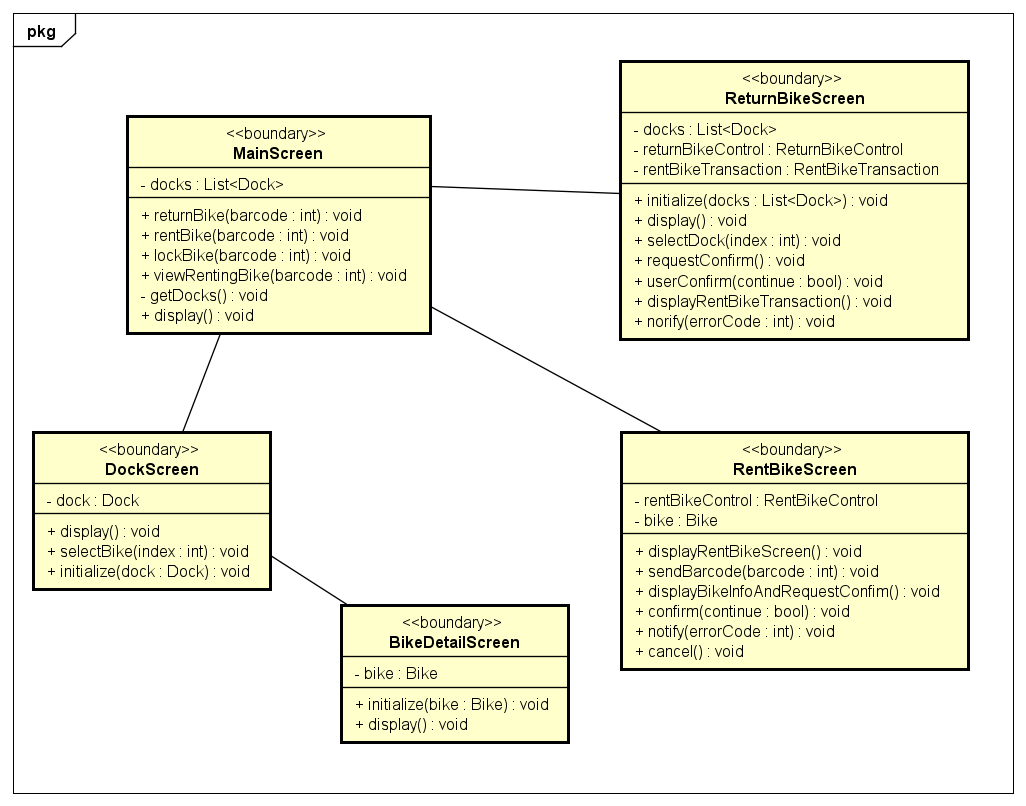 pkg
<<boundary>>
MainScreen
- docks : List<Dock>
+ returnBike(barcode : int) : void
+ rentBike(barcode : int) : void
+ lockBike(barcode : int) : void
+ viewRentingBike(barcode : int) : void
- getDocks() : void
+ display() : void
<<boundary>>
ReturnBikeScreen
- docks : List<Dock>
- returnBikeControl : ReturnBikeControl
- rentBikeTransaction : RentBikeTransaction
+ initialize(docks : List<Dock>) : void
+ display() : void
+ selectDock(index : int) : void
+ requestConfirm() : void
+ userConfirm(continue : bool) : void
+ displayRentBikeTransaction() : void
+ norify(errorCode : int) : void
<<boundary>>
DockScreen
- dock : Dock
+ display() : void
+ selectBike(index : int) : void
+ initialize(dock : Dock) : void
<<boundary>>
RentBikeScreen
- rentBikeControl : RentBikeControl
- bike : Bike
+ displayRentBikeScreen() : void
+ sendBarcode(barcode : int) : void
+ displayBikeInfoAndRequestConfim() : void
+ confirm(continue : bool) : void
+ notify(errorCode : int) : void
+ cancel() : void
<<boundary>>
BikeDetailScreen
- bike : Bike
+ initialize(bike : Bike) : void
+ display() : void